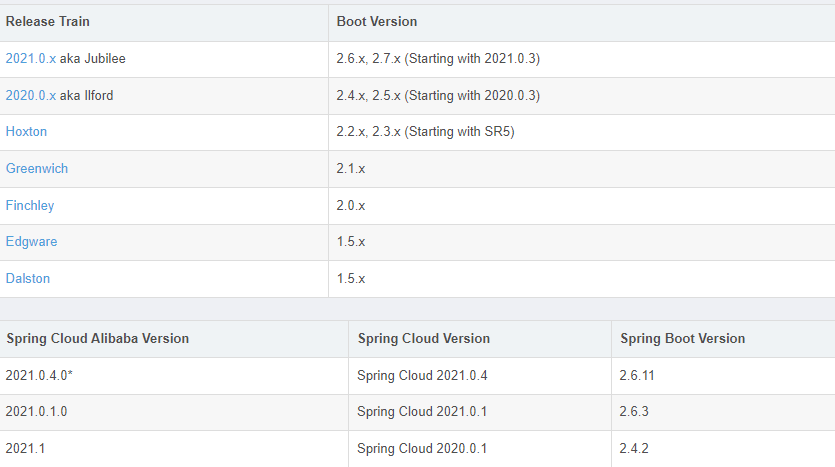 Release Train Boot Version
2021.0.x aka Jubilee 2.6.x, 2.7.x (Starting with 2021.0.3)
2020.0.x aka Ilford 2.4.x, 2.5.x (Starting with 2020.0.3)
Hoxton 2.2.x, 2.3.x (Starting with SR5)
Greenwich 2.1.x
Finchley 2.0.x
Edgware 1.5.x
Dalston 1.5.x
Spring Cloud Alibaba Version Spring Cloud Version Spring Boot Version
2021.0.4.0* Spring Cloud 2021.0.4 2.6.11
2021.0.1.0 Spring Cloud 2021.0.1 2.6.3
2021.1 Spring Cloud 2020.0.1 2.4.2